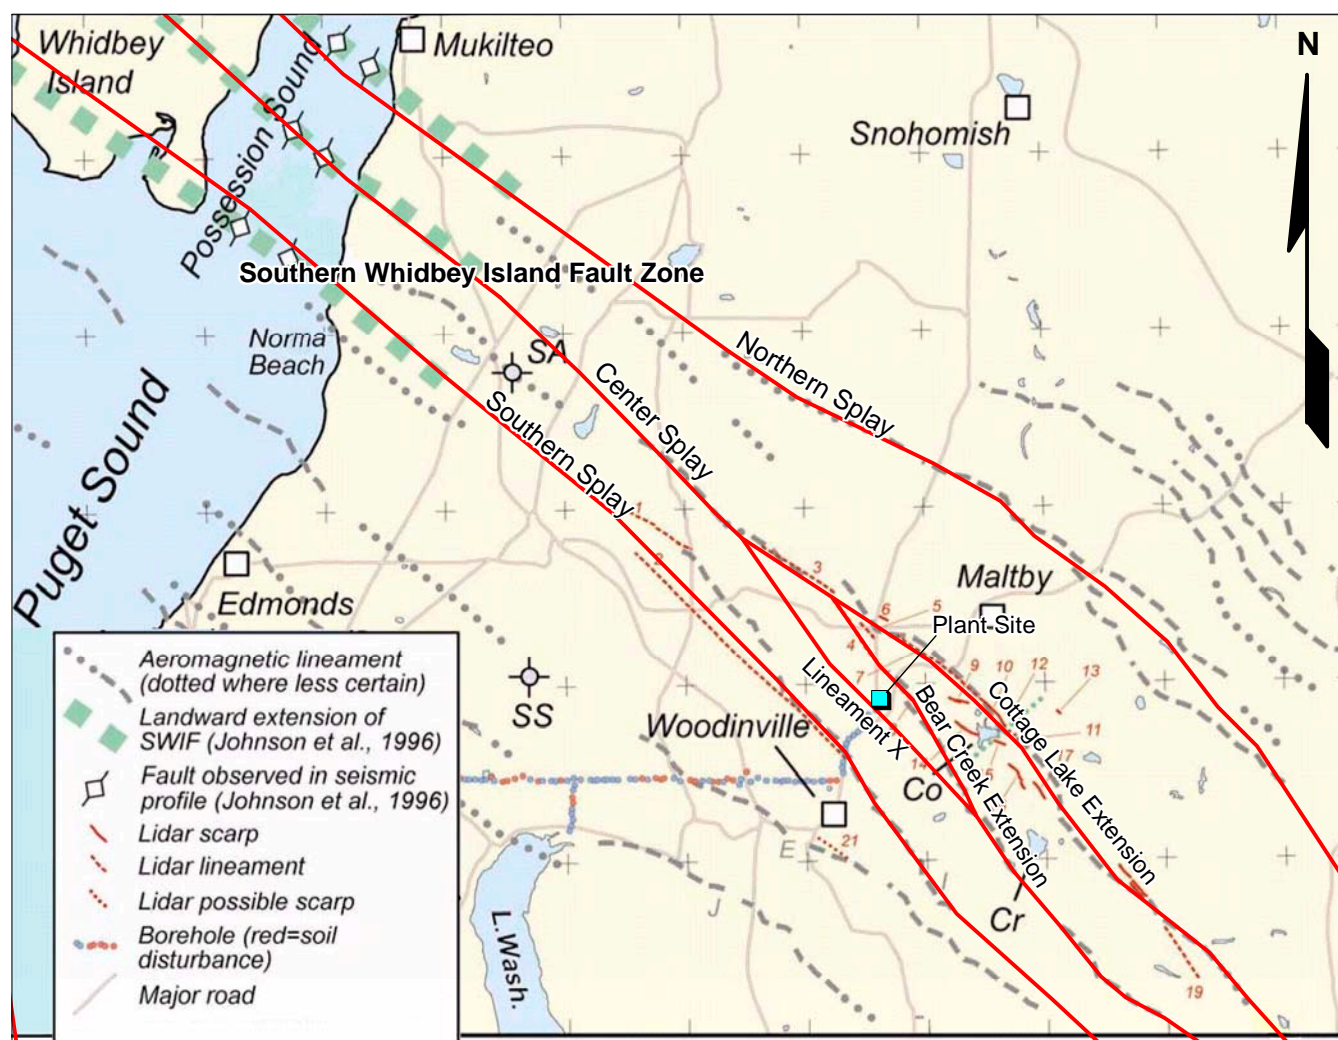 Whidbey
Island
Possession Sound
Mukilteo
Snohomish
N
Southern Whidbey Island Fault Zone
Norma
Beach
SA
Northern Splay
Center Splay
Southern Splay
Puget Sound
1
2
3
Edmonds
Maltby
6
5
Plant Site
4
7
9
10
12
13
SS
Woodinville
Lineament X
Bear Creek Extension
Cottage Lake Extension
11
17
14
Co
21
E
J
I
Cr
19
L.Wash.
Aeromagnetic lineament
(dotted where less certain)
Landward extension of
SWIF (Johnson et al., 1996)
Fault observed in seismic
profile (Johnson et al., 1996)
Lidar scarp
Lidar lineament
Lidar possible scarp
Borehole (red=soil
disturbance)
Major road